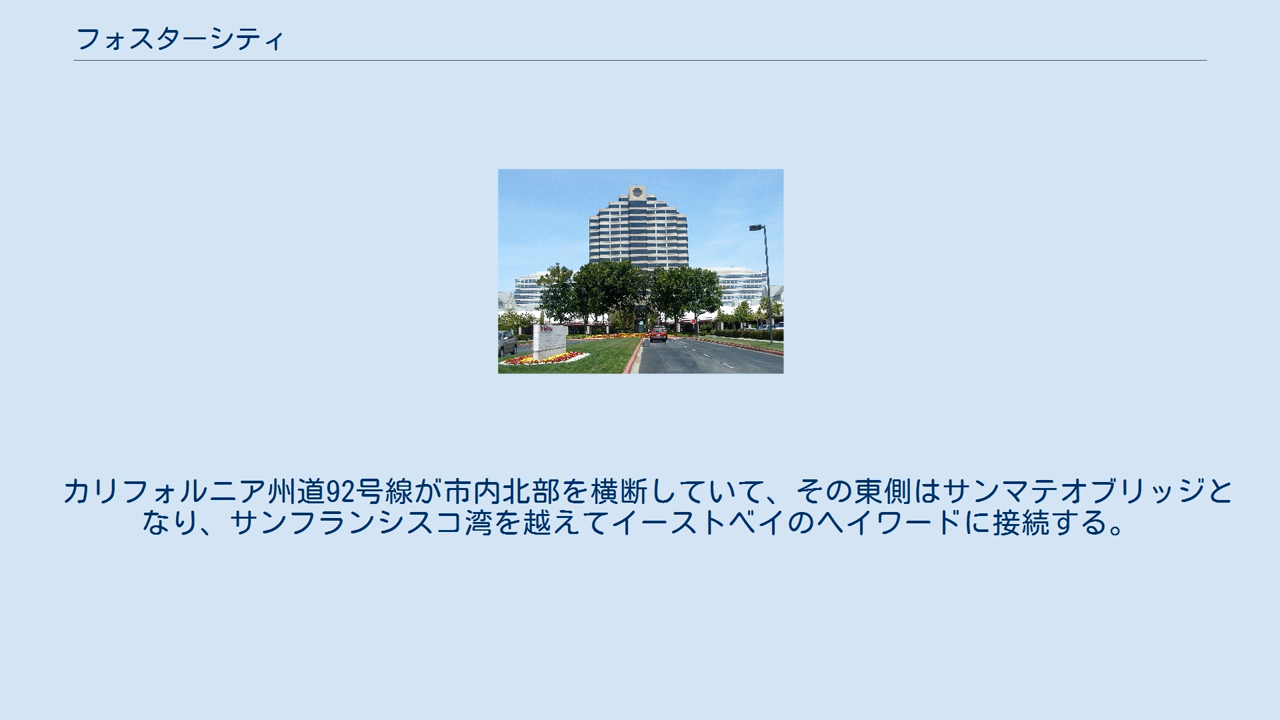 フォスターシティ
カリフォルニア州道92号線が市内北部を横断していて、その東側はサンマテオブリッジと
なり、サンフランシスコ湾を越えてイーストベイのヘイワードに接続する。